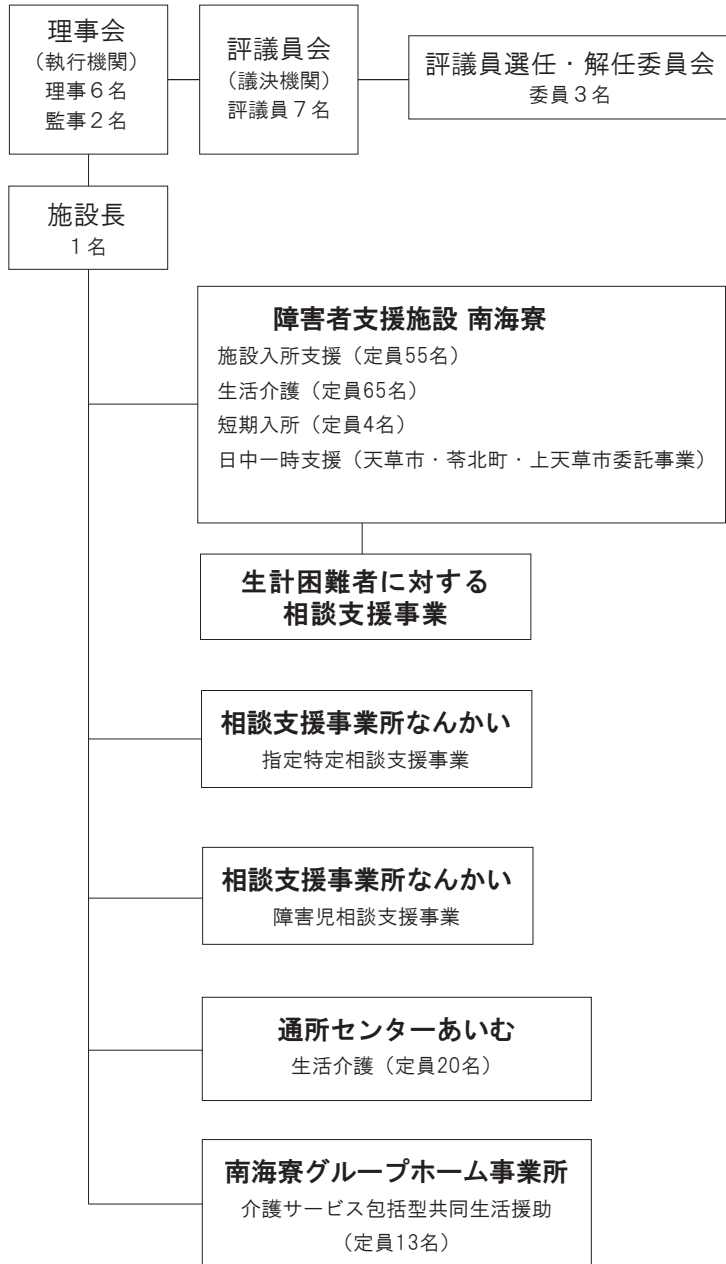 理事会
（執行機関）
理事６名
監事２名
評議員会
（議決機関）
評議員７名
評議員選任・解任委員会
委員３名
施設長
１名
障害者支援施設 南海寮
施設入所支援（定員55名）
生活介護（定員65名）
短期入所（定員4名）
日中一時支援（天草市・苓北町・上天草市委託事業）
生計困難者に対する
相談支援事業
相談支援事業所なんかい
指定特定相談支援事業
相談支援事業所なんかい
障害児相談支援事業
通所センターあいむ
生活介護（定員20名）
南海寮グループホーム事業所
介護サービス包括型共同生活援助
（定員13名）